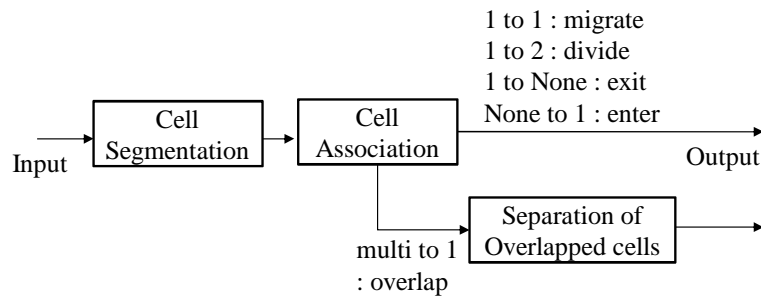 1 to 1 : migrate
1 to 2 : divide
1 to None : exit
None to 1 : enter
Cell
Segmentation
Cell
Association
Input
Output
Separation of
Overlapped cells
multi to 1
: overlap